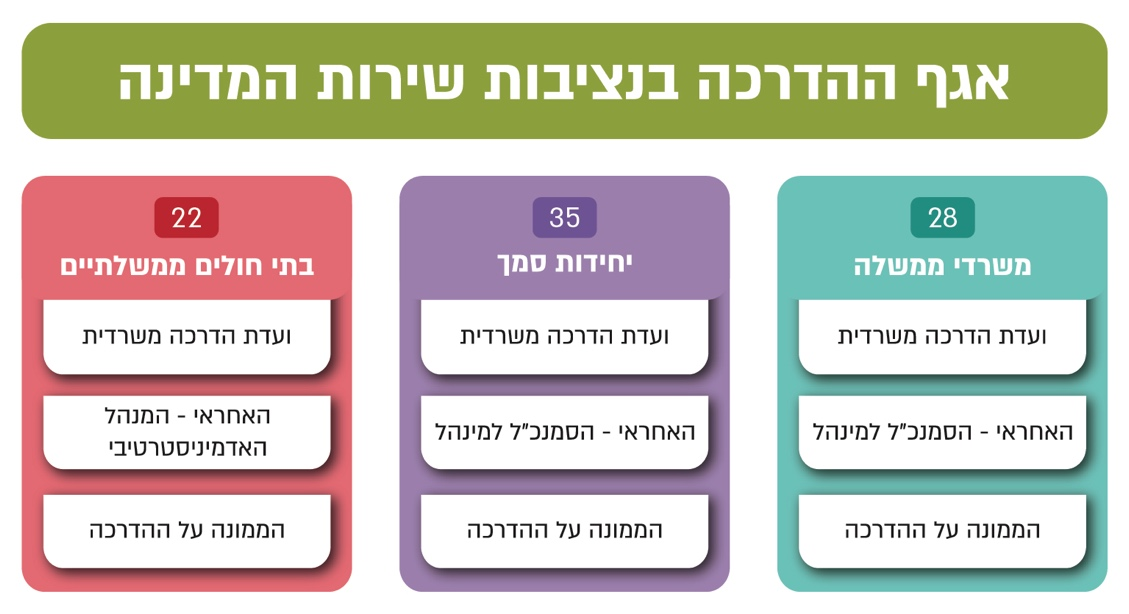 אגף ההדרכה בנציבות שירות המדינה
28
משרדי ממשלה
ועדת הדרכה משרדית
האחראי - הסמנכ"ל למינהל
הממונה על ההדרכה
35
יחידות סמך
ועדת הדרכה משרדית
האחראי - הסמנכ"ל למינהל
הממונה על ההדרכה
22
בתי חולים ממשלתיים
ועדת הדרכה משרדית
האחראי - המנהל
האדמיניסטרטיבי
הממונה על ההדרכה